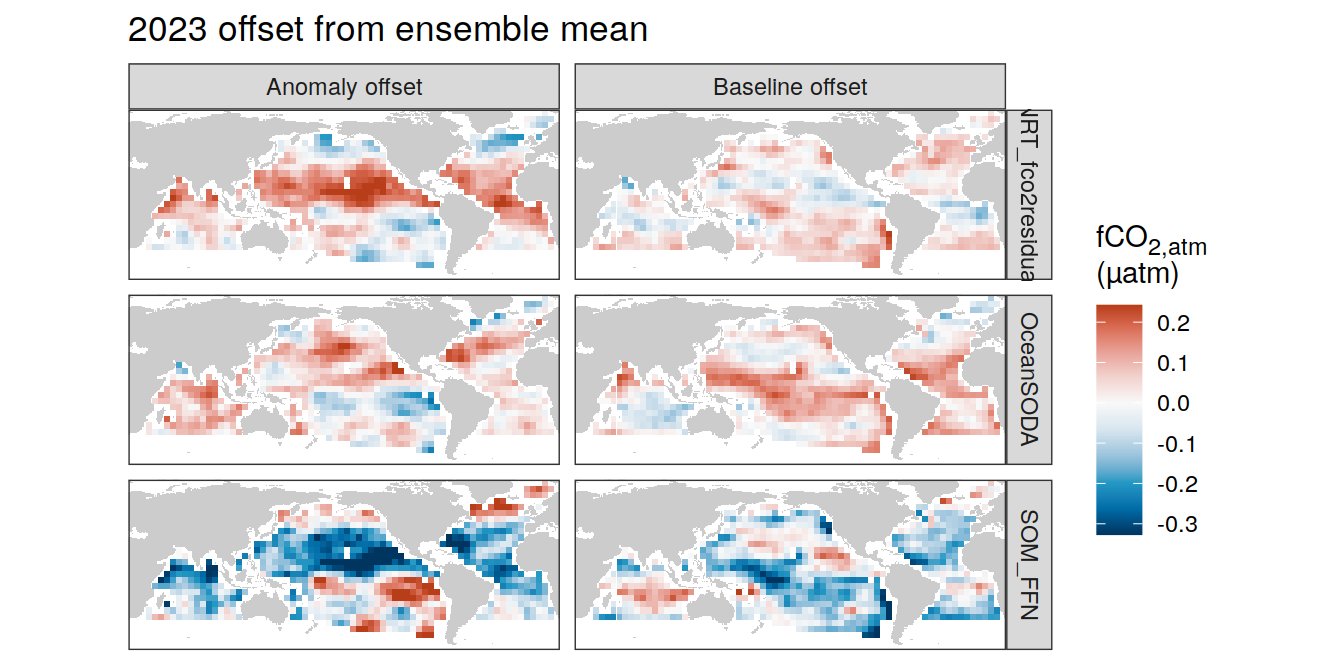 2023 offset from ensemble mean
Anomaly offset
Baseline offset
NRT_fco2residua
OceanSODA
SOM_FFN
fCO2,atm
(µatm)
0.2
0.1
0.0
-0.1
-0.2
-0.3